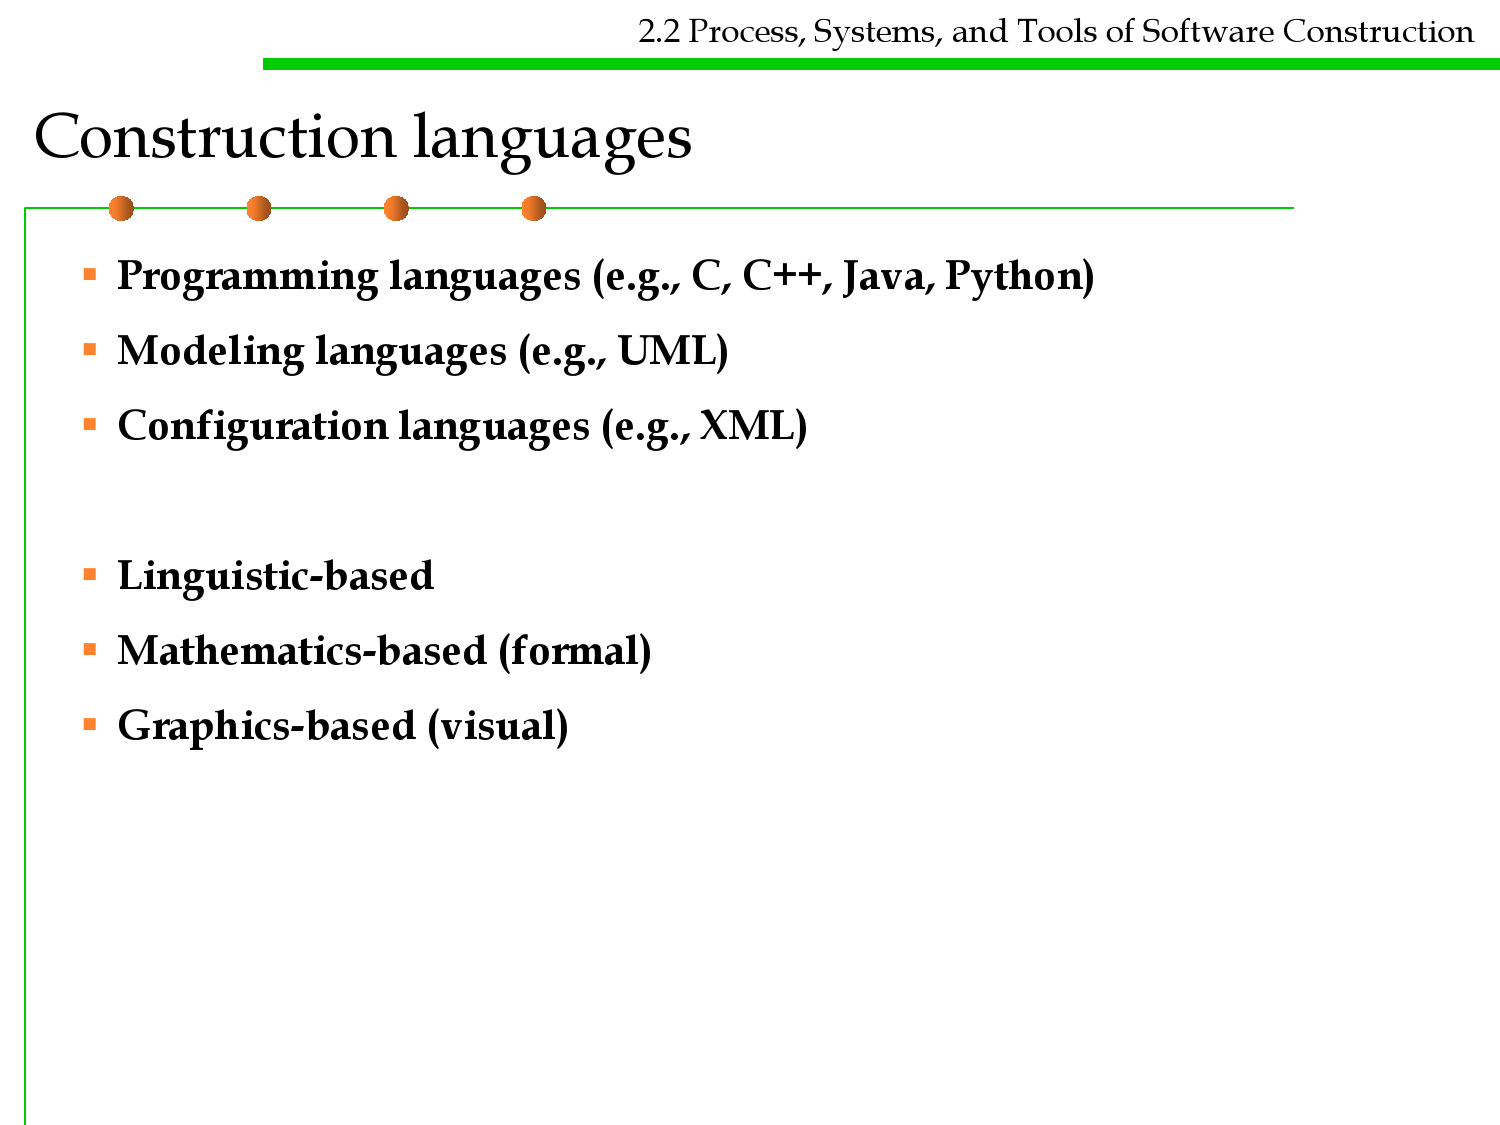 2.2 Process, Systems, and Tools of Software Construction
Construction languages
▪ Programming languages (e.g., C, C++, Java, Python)
▪ Modeling languages (e.g., UML)
▪ Configuration languages (e.g., XML)
▪ Linguistic-based
▪ Mathematics-based (formal)
▪ Graphics-based (visual)